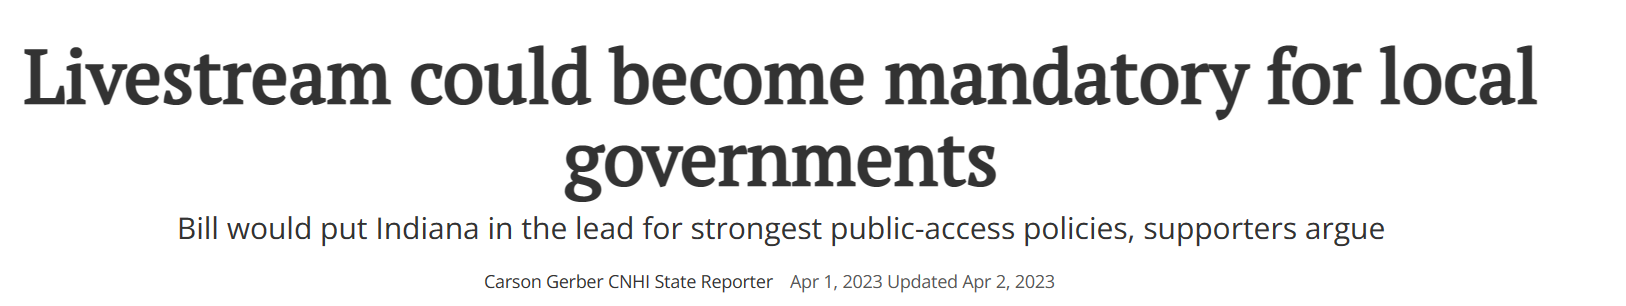 Livestream could become mandatory for local
governments
Bill would put Indiana in the lead for strongest public-access policies, supporters argue
Carson Gerber CNHI State Reporter Apr 1, 2023 Updated Apr 2, 2023